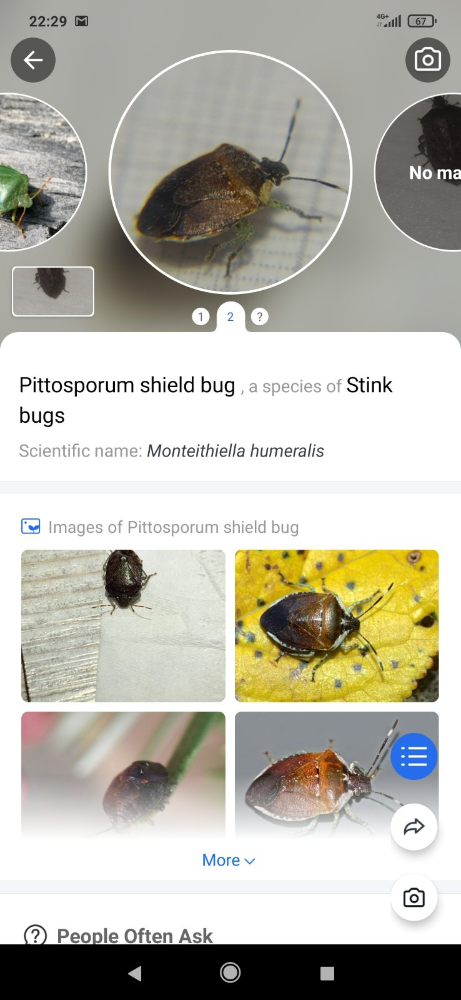 22:29 4G+ 67
No ma
1 2 ?
Pittosporum shield bug , a species of Stink
bugs
Scientific name: Monteithiella humeralis
Images of Pittosporum shield bug
More
People Often Ask